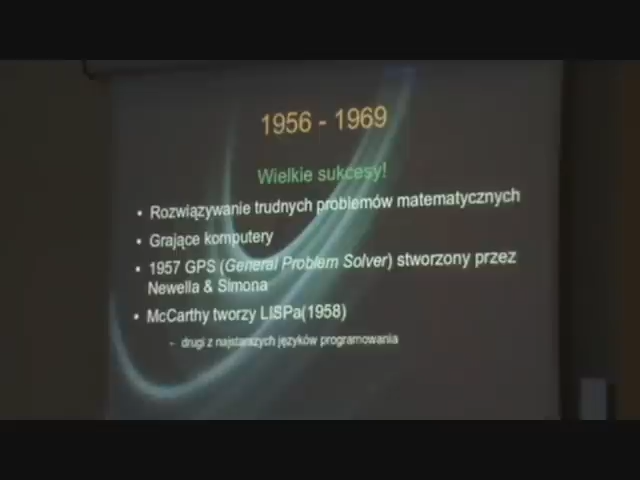 1956 - 1969
Wielkie sukcesy!
• Rozwiązywanie trudnych problemów matematycznych
• Grające komputery
• 1957 GPS (General Problem Solver) stworzony przez
Newella & Simona
• McCarthy tworzy LISPa(1958)
- drugi z najstarszych języków programowania